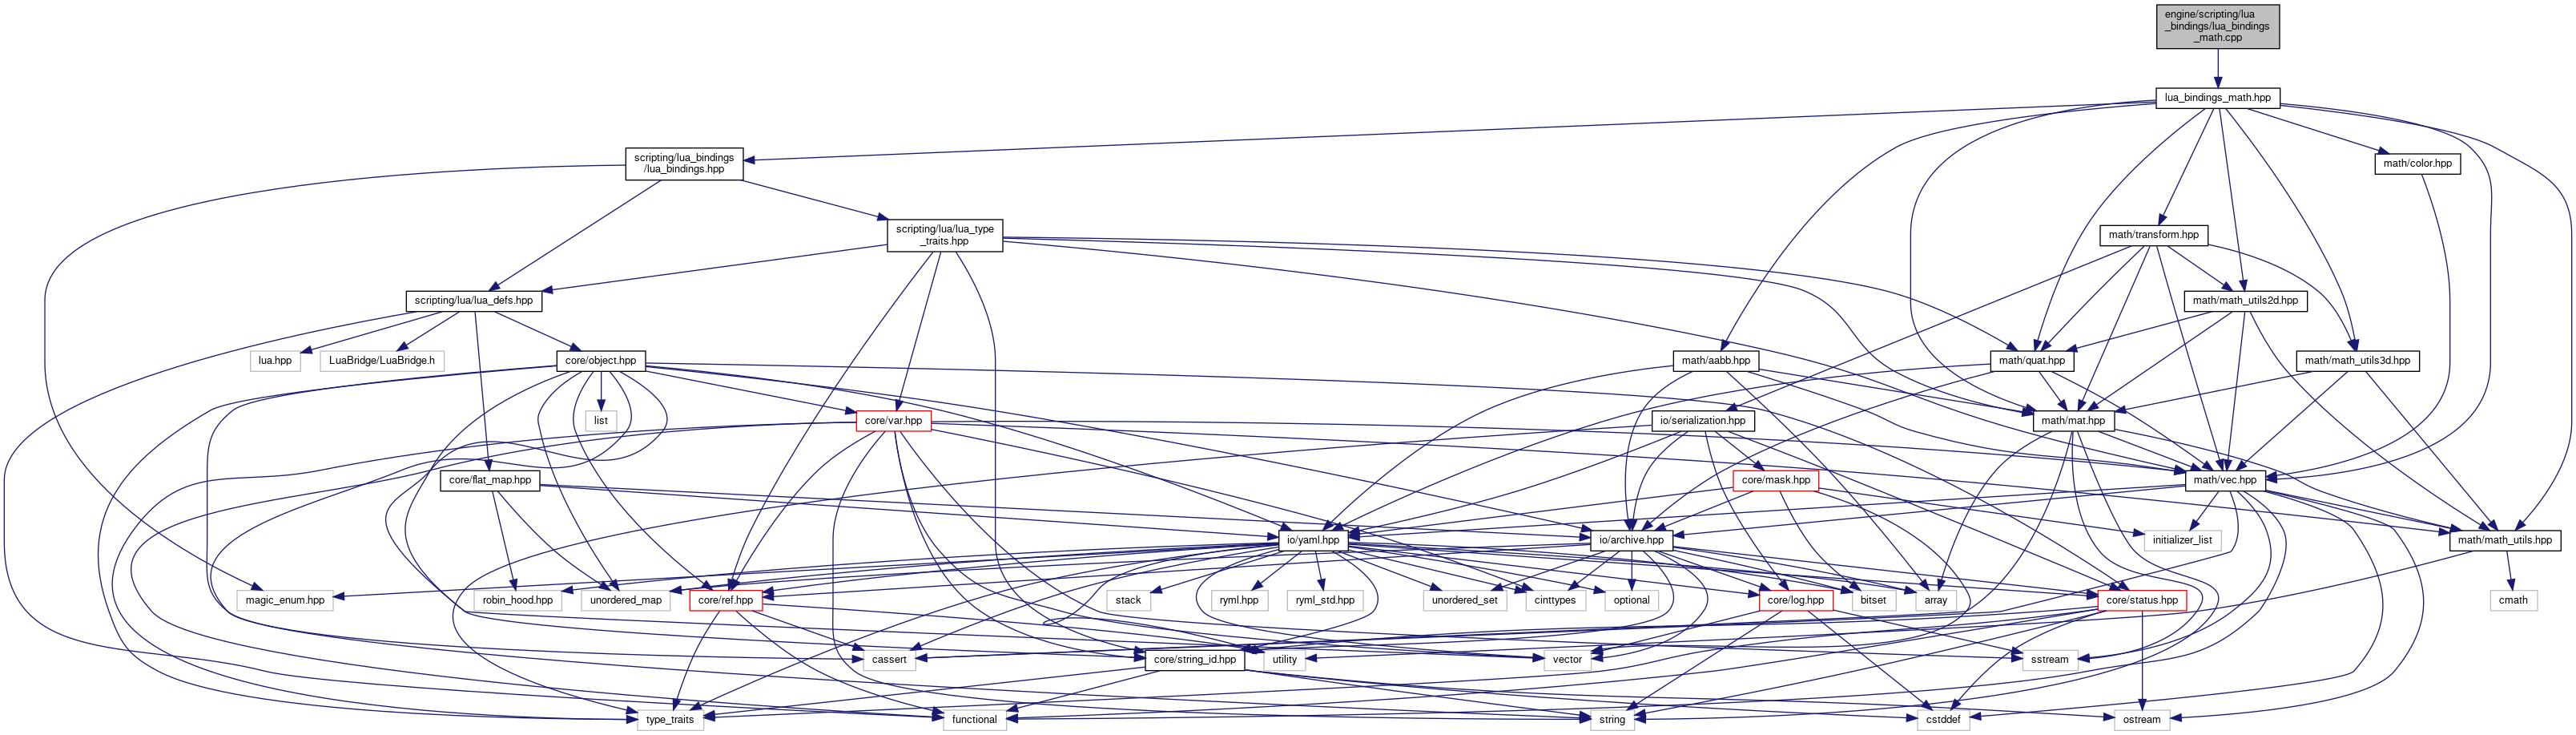 engine/scripting/lua
_bindings/lua_bindings
_math.cpp
lua_bindings_math.hpp
scripting/lua_bindings
/lua_bindings.hpp
math/color.hpp
scripting/lua/lua_type
_traits.hpp
math/transform.hpp
scripting/lua/lua_defs.hpp
math/math_utils2d.hpp
lua.hpp
LuaBridge/LuaBridge.h
core/object.hpp
math/aabb.hpp
math/quat.hpp
math/math_utils3d.hpp
list
core/var.hpp
io/serialization.hpp
math/mat.hpp
core/flat_map.hpp
core/mask.hpp
math/vec.hpp
io/yaml.hpp
io/archive.hpp
initializer_list
math/math_utils.hpp
magic_enum.hpp
robin_hood.hpp
unordered_map
core/ref.hpp
stack
ryml.hpp
ryml_std.hpp
unordered_set
cinttypes
optional
core/log.hpp
bitset
array
core/status.hpp
cmath
cassert
core/string_id.hpp
utility
vector
sstream
type_traits
functional
string
cstddef
ostream